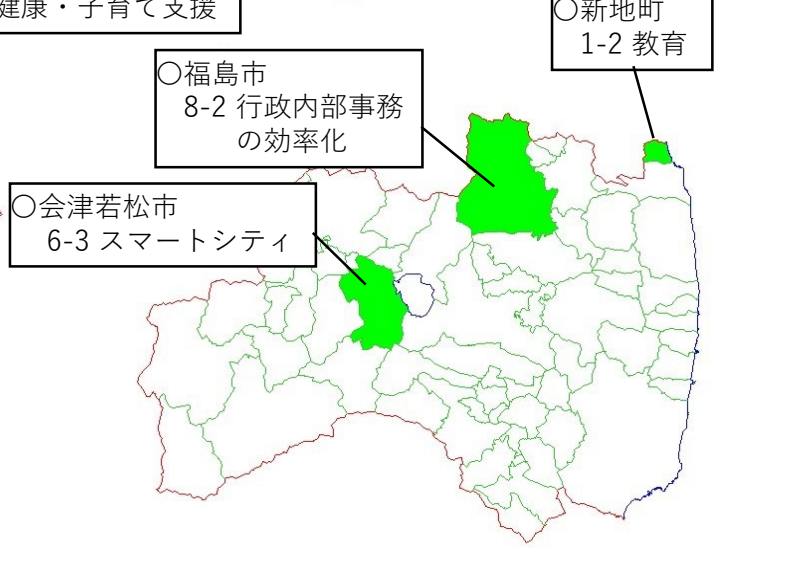 健康・子育て支援
○新地町
1-2 教育
○福島市
8-2 行政内部事務
の効率化
○会津若松市
6-3 スマートシティ